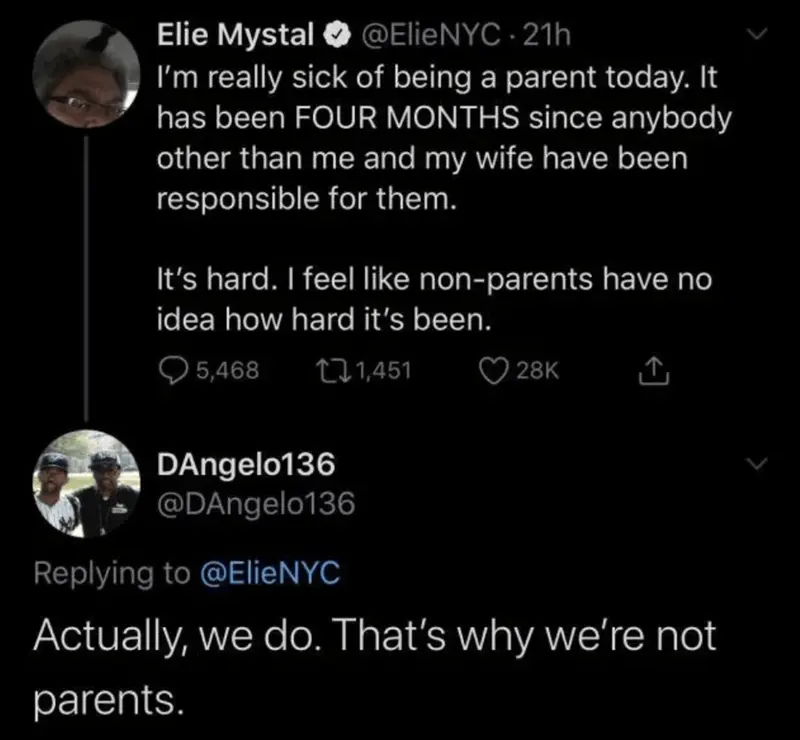 Elie Mystal @ElieNYC · 21h
I'm really sick of being a parent today. It
has been FOUR MONTHS since anybody
other than me and my wife have been
responsible for them.
It's hard. I feel like non-parents have no
idea how hard it's been.
5,468 1,451 28K
DAngelo136
@DAngelo136
Replying to @ElieNYC
Actually, we do. That's why we're not
parents.